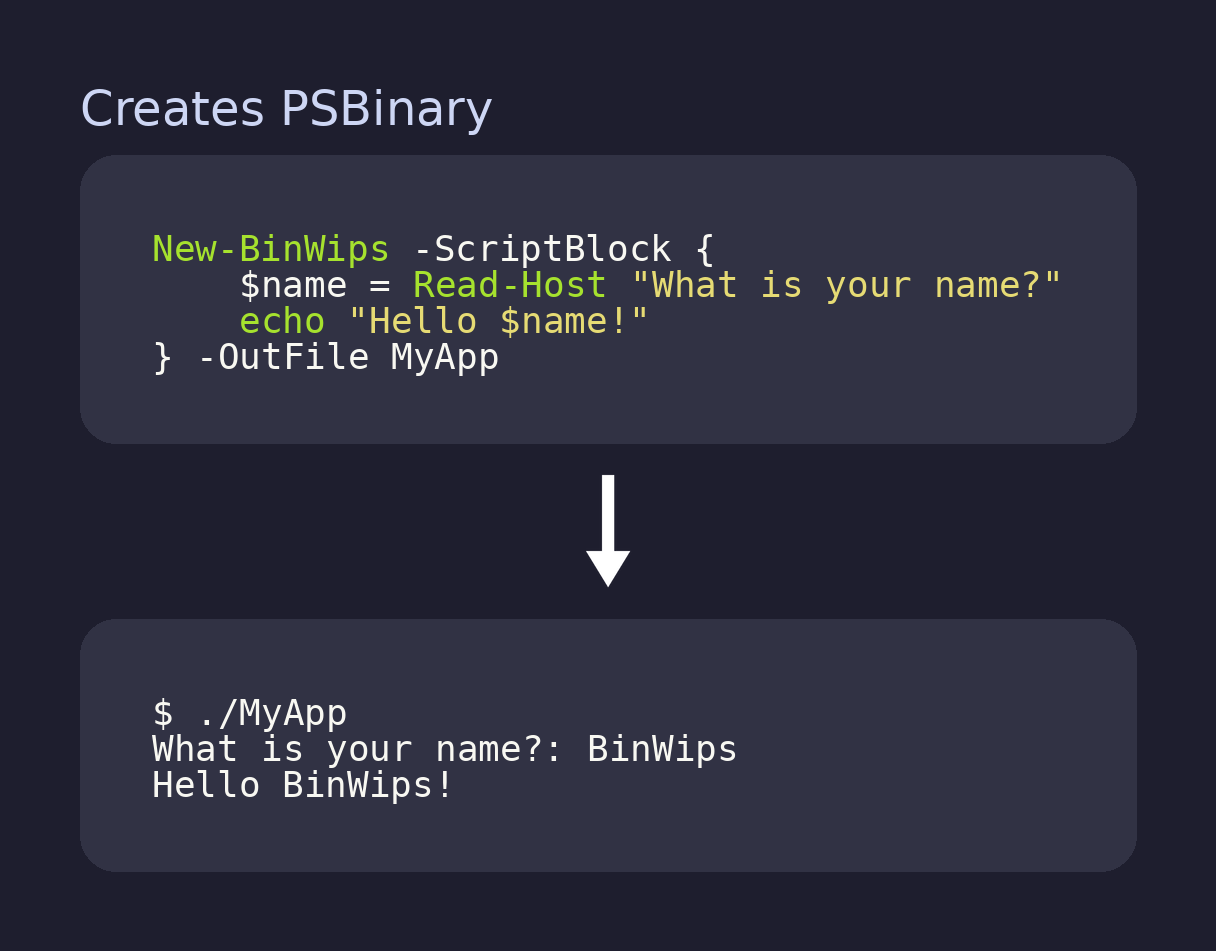 Creates PSBinary
New-BinWips -ScriptBlock {
    $name = Read-Host "What is your name?"
    echo "Hello $name!"
} -OutFile MyApp
$ ./MyApp
What is your name?: BinWips
Hello BinWips!